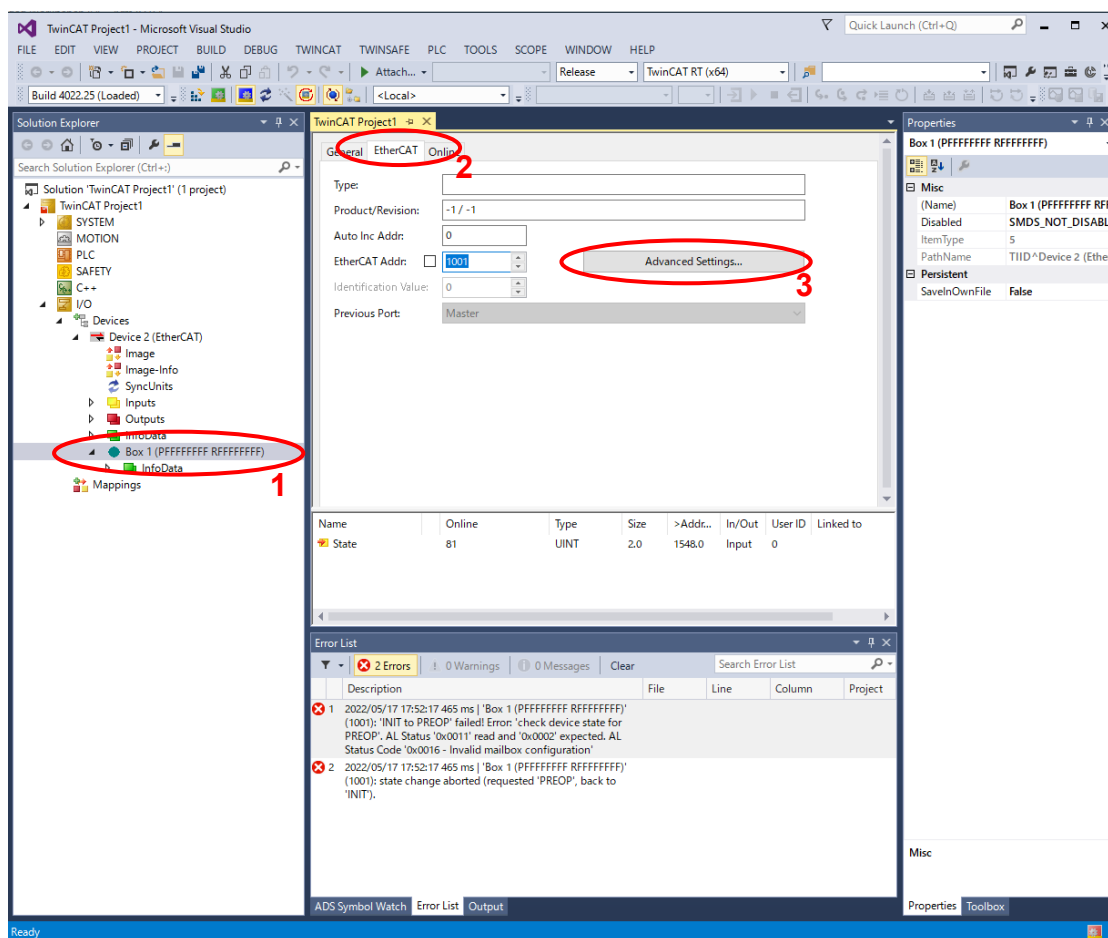 TwinCAT Project1 - Microsoft Visual Studio
Quick Launch (Ctrl+Q)
FILE EDIT VIEW PROJECT BUILD DEBUG TWINCAT TWINSAFE PLC TOOLS SCOPE WINDOW HELP
Attach... Release TwinCAT RT (x64)
Build 4022.25 (Loaded) <Local>
Solution Explorer
Search Solution Explorer (Ctrl+:)
Solution 'TwinCAT Project1' (1 project)
TwinCAT Project1
SYSTEM
MOTION
PLC
SAFETY
C++
I/O
Devices
Device 2 (EtherCAT)
Image
Image-Info
SyncUnits
Inputs
Outputs
InfoData
Box 1 (PFFFFFFFF RFFFFFFFF)
InfoData
1
Mappings
TwinCAT Project1
General EtherCAT Online
2
Type:
Product/Revision: -1 / -1
Auto Inc Addr: 0
EtherCAT Addr: 1001 Advanced Settings...
3
Identification Value: 0
Previous Port: Master
Name Online Type Size >Addr... In/Out User ID Linked to
State 81 UINT 2.0 1548.0 Input 0
Error List
2 Errors 0 Warnings 0 Messages Clear Search Error List
Description File Line Column Project
1 2022/05/17 17:52:17 465 ms | 'Box 1 (PFFFFFFFF RFFFFFFFF)'
(1001): 'INIT to PREOP' failed! Error: 'check device state for
PREOP'. AL Status '0x0011' read and '0x0002' expected. AL
Status Code '0x0016 - Invalid mailbox configuration'
2 2022/05/17 17:52:17 465 ms | 'Box 1 (PFFFFFFFF RFFFFFFFF)'
(1001): state change aborted (requested 'PREOP', back to
'INIT').
ADS Symbol Watch Error List Output
Properties
Box 1 (PFFFFFFFF RFFFFFFFF)
Misc
(Name) Box 1 (PFFFFFFFF RFF
Disabled SMDS_NOT_DISABL
ItemType 5
PathName TIID^Device 2 (Ethe
Persistent
SaveInOwnFile False
Misc
Properties Toolbox
Ready